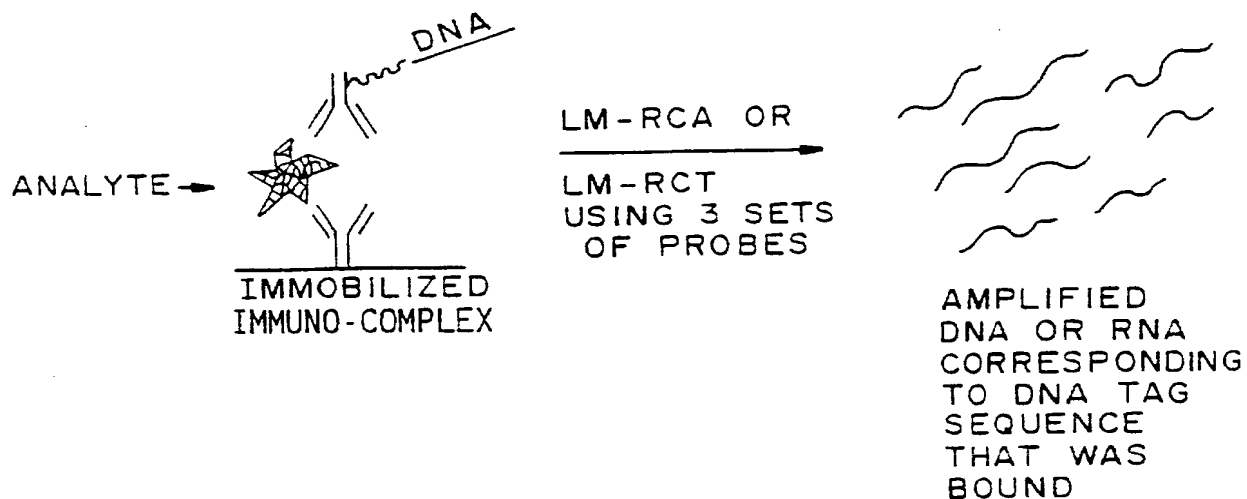 DNA
ANALYTE
IMMOBILIZED
IMMUNO-COMPLEX
LM-RCA OR
LM-RCT
USING 3 SETS
OF PROBES
AMPLIFIED
DNA OR RNA
CORRESPONDING
TO DNA TAG
SEQUENCE
THAT WAS
BOUND